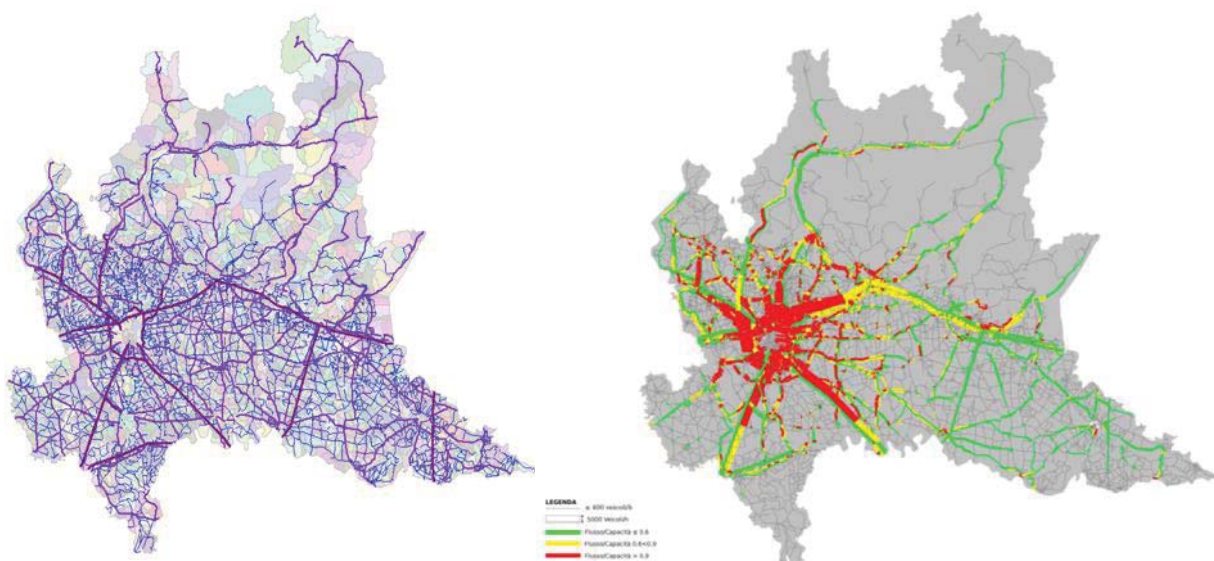 LEGENDA
≤ 400 veicoli/h
5000 Veicoli/h
Flusso/Capacità ≤ 0.6
Flusso/Capacità 0.6<0.9
Flusso/Capacità > 0.9